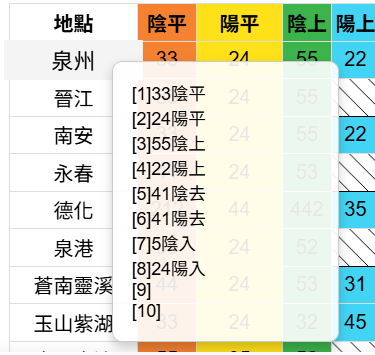 地點 陰平 陽平 陰上 陽上
泉州 33 24 55 22
[1]33陰平
[2]24陽平
[3]55陰上
[4]22陽上
[5]41陰去
[6]41陽去
[7]5陰入
[8]24陽入
[9]
[10]
晉江 24 55
南安 24 55 22
永春 24 53
德化 44 442 35
泉港 24 52
蒼南靈溪 44 24 53 31
玉山紫湖 33 24 32 45